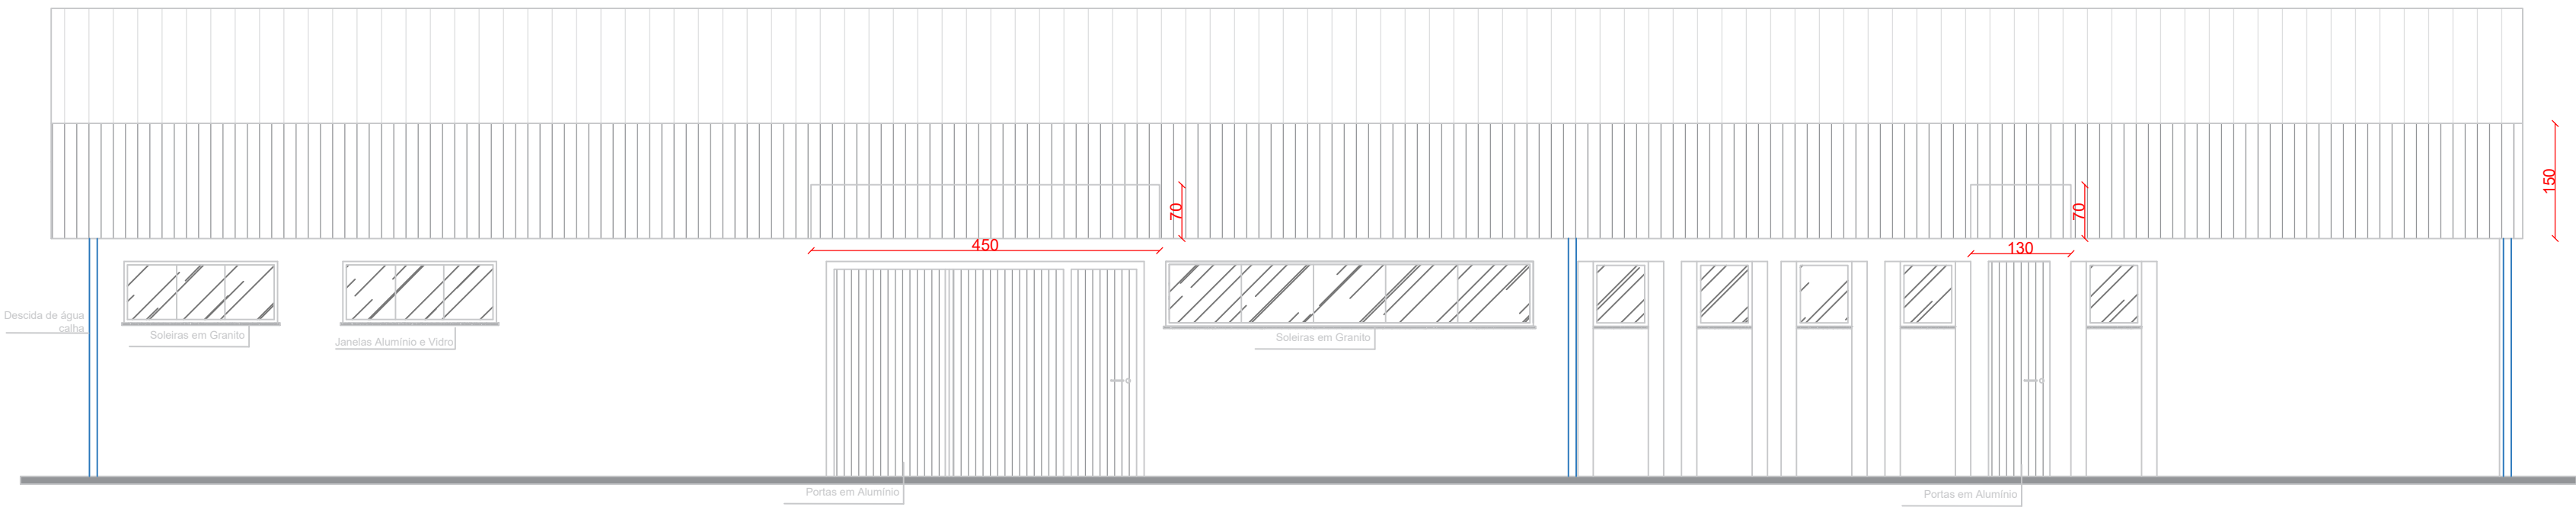 150
70
70
450
130
Descida de água
calha
Soleiras em Granito
Janelas Alumínio e Vidro
Soleiras em Granito
Portas em Alumínio
Portas em Alumínio